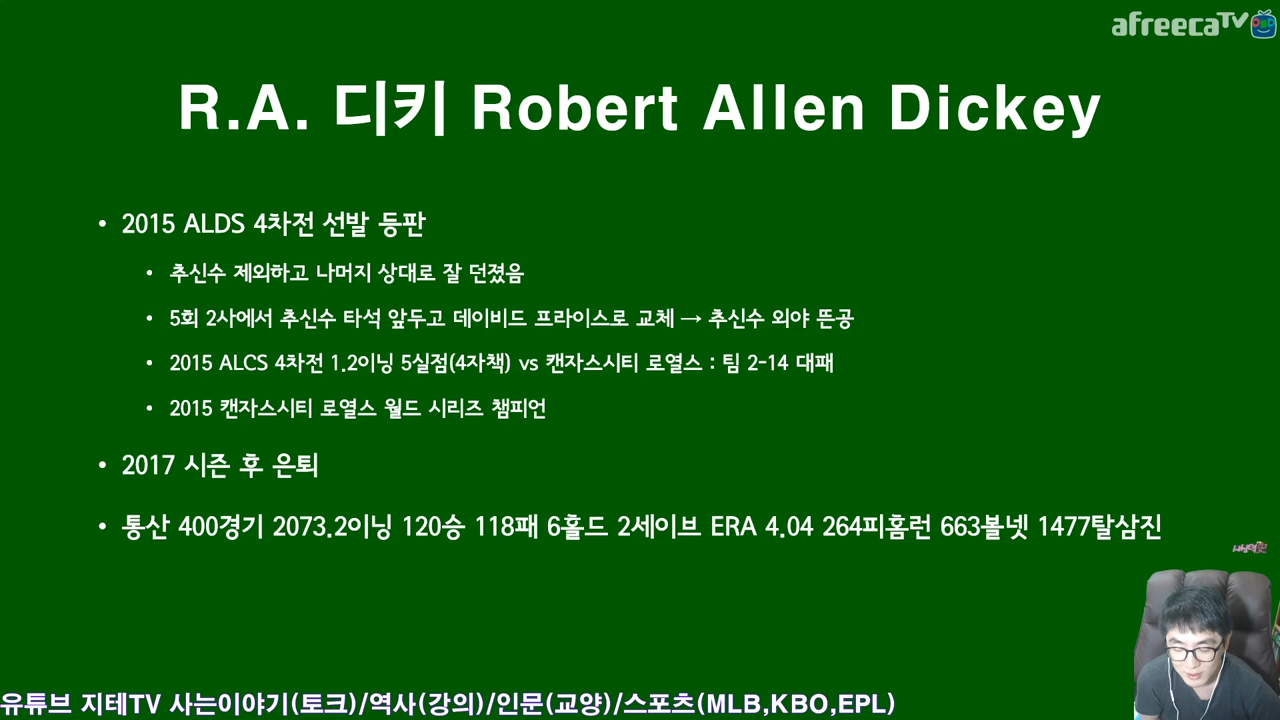 afreecaTV
R.A. 디키 Robert Allen Dickey
• 2015 ALDS 4차전 선발 등판
• 추신수 제외하고 나머지 상대로 잘 던졌음
• 5회 2사에서 추신수 타석 앞두고 데이비드 프라이스로 교체 → 추신수 외야 뜬공
• 2015 ALCS 4차전 1.2이닝 5실점(4자책) vs 캔자스시티 로열스 : 팀 2-14 대패
• 2015 캔자스시티 로열스 월드 시리즈 챔피언
• 2017 시즌 후 은퇴
• 통산 400경기 2073.2이닝 120승 118패 6홀드 2세이브 ERA 4.04 264피홈런 663볼넷 1477탈삼진
유튜브 지테TV 사는이야기(토크)/역사(강의)/인문(교양)/스포츠(MLB,KBO,EPL)